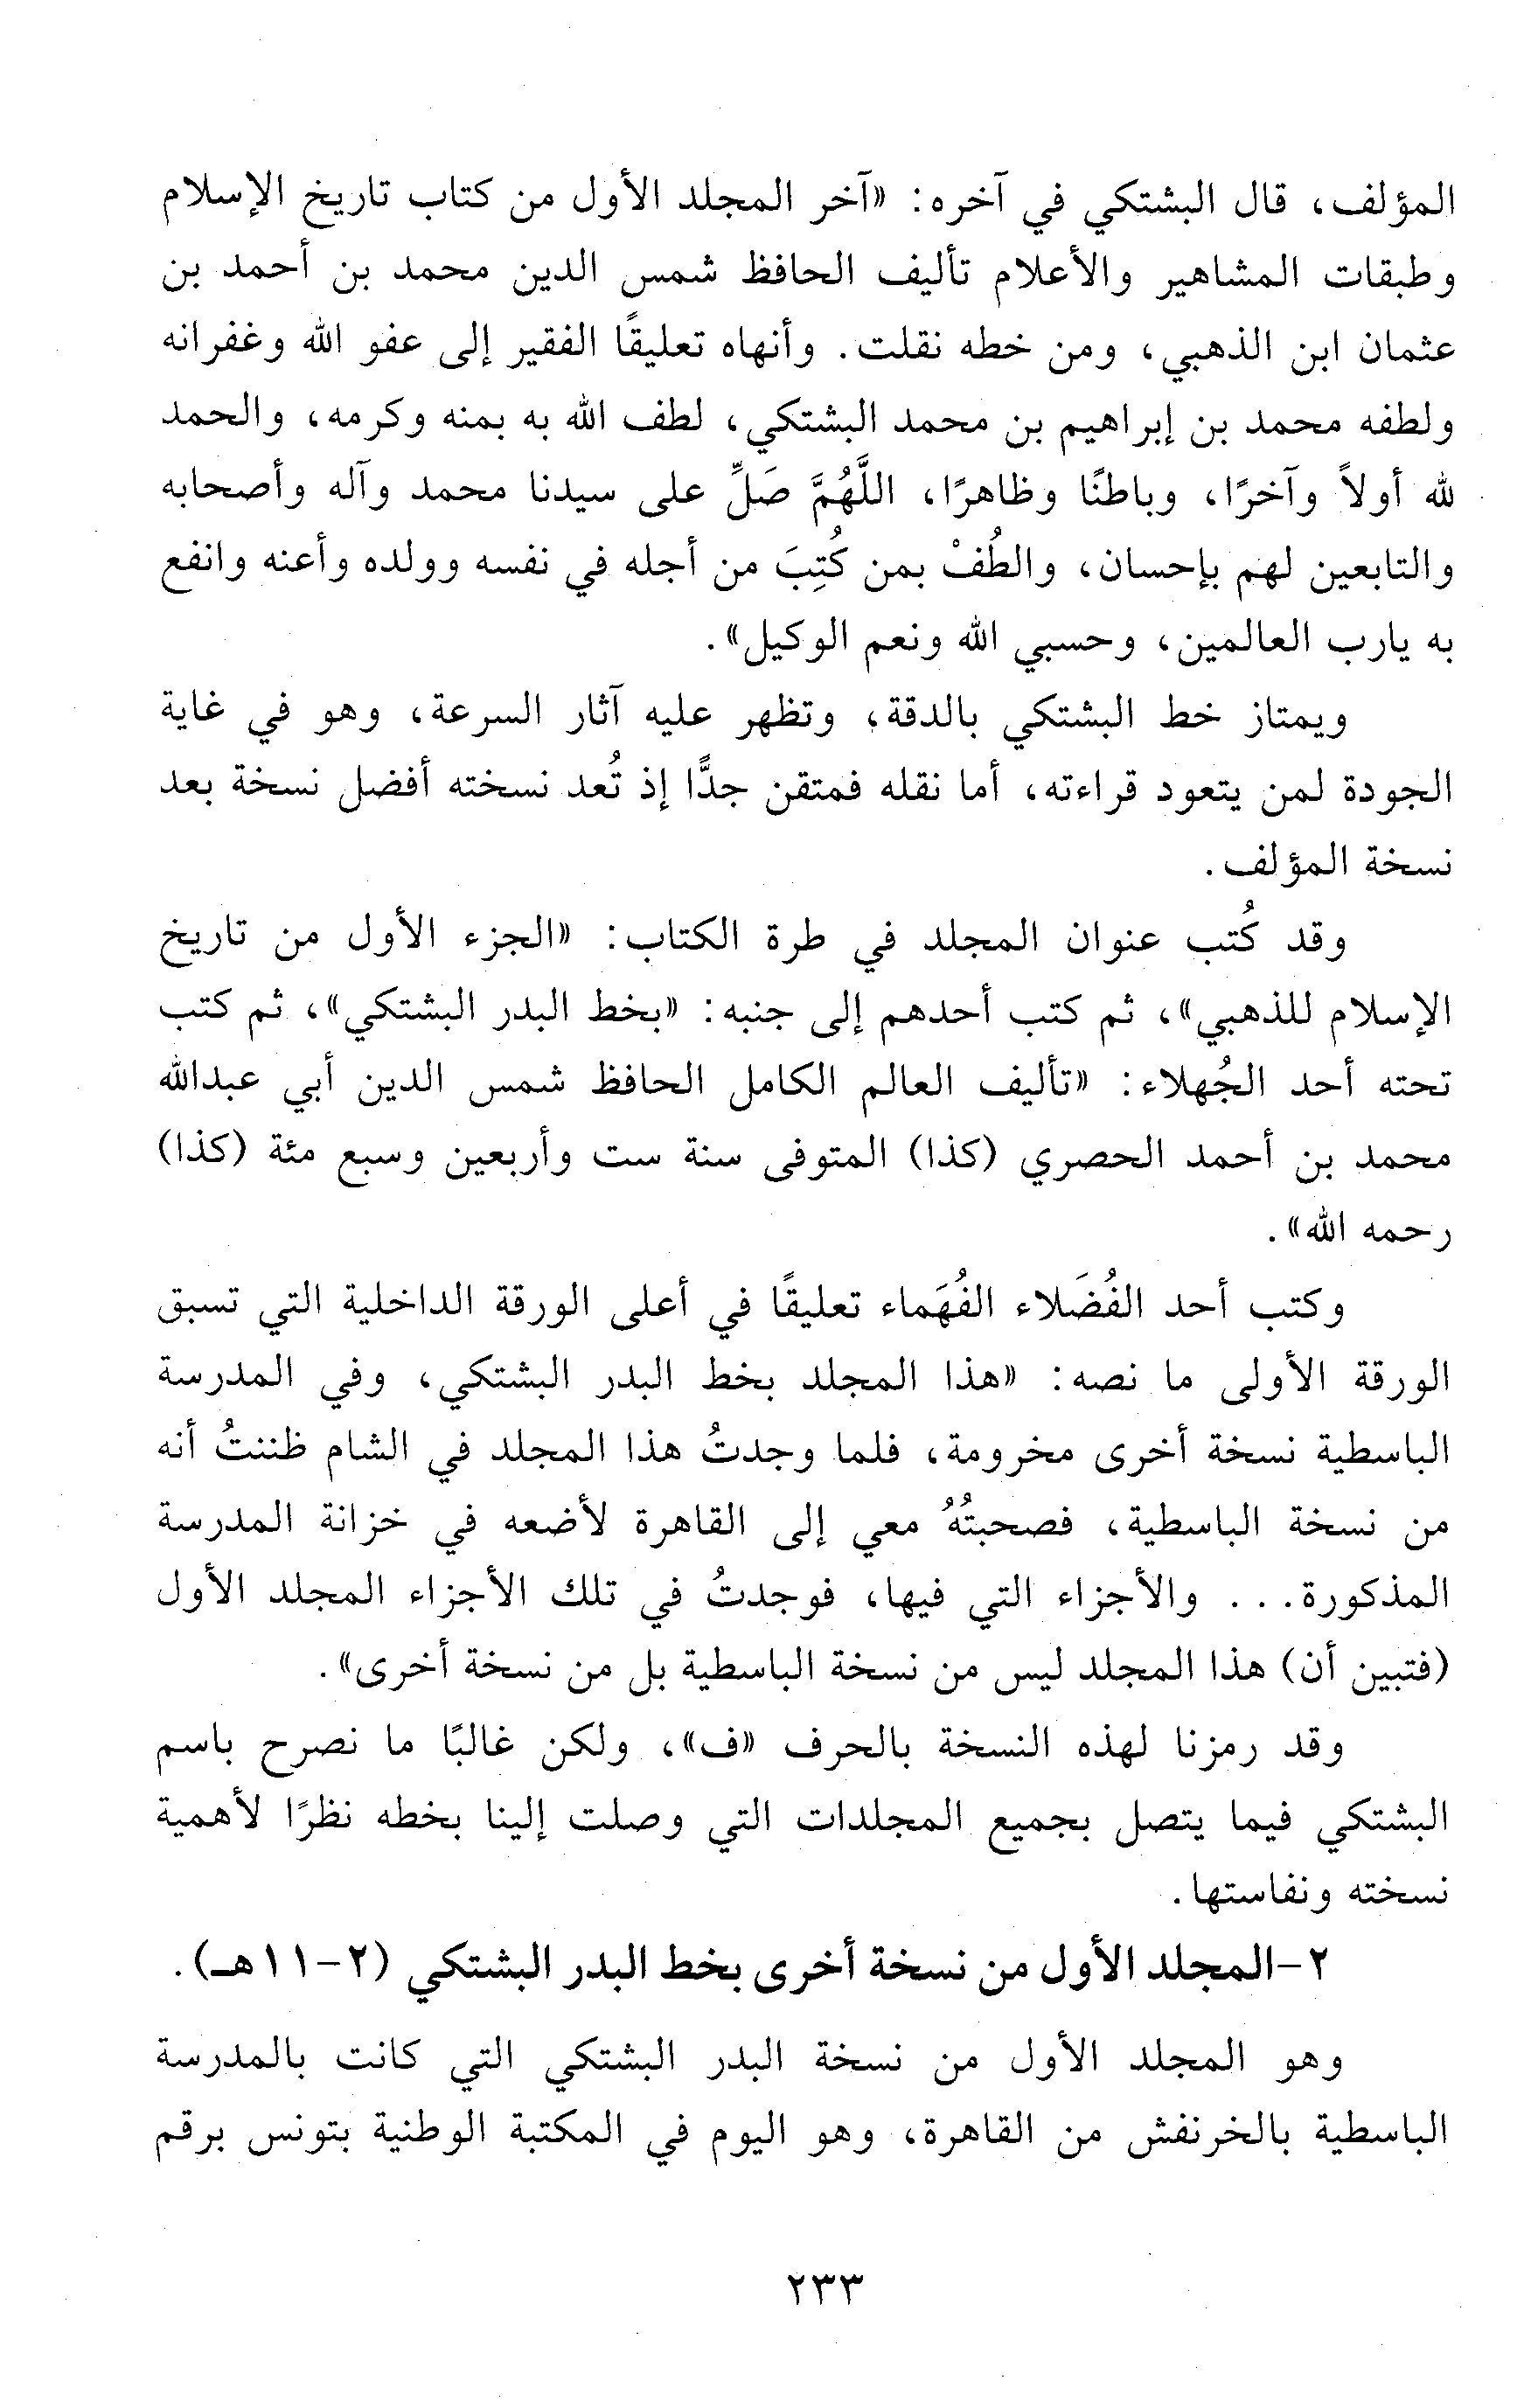 المؤلف، قال البشتكي في آخره: «آخر المجلد الأول من كتاب تاريخ الإسلام
وطبقات المشاهير والأعلام تأليف الحافظ شمس الدين محمد بن أحمد بن
عثمان ابن الذهبي، ومن خطه نقلت. وأنهاه تعليقًا الفقير إلى عفو الله وغفرانه
ولطفه محمد بن إبراهيم بن محمد البشتكي، لطف الله به بمنه وكرمه، والحمد
لله أولاً وآخرًا، وباطنًا وظاهرًا، اللَّهُمَّ صَلِّ على سيدنا محمد وآله وأصحابه
والتابعين لهم بإحسان، والطُفْ بمن كُتِبَ من أجله في نفسه وولده وأعنه وانفع
به يارب العالمين، وحسبي الله ونعم الوكيل».
ويمتاز خط البشتكي بالدقة، وتظهر عليه آثار السرعة، وهو في غاية
الجودة لمن يتعود قراءته، أما نقله فمتقن جدًّا إذ تُعد نسخته أفضل نسخة بعد
نسخة المؤلف.
وقد كُتب عنوان المجلد في طرة الكتاب: «الجزء الأول من تاريخ
الإسلام للذهبي»، ثم كتب أحدهم إلى جنبه: «بخط البدر البشتكي»، ثم كتب
تحته أحد الجُهلاء: «تأليف العالم الكامل الحافظ شمس الدين أبي عبدالله
محمد بن أحمد الحصري (كذا) المتوفى سنة ست وأربعين وسبع مئة (كذا)
رحمه الله».
وكتب أحد الفُضَلاء الفُهَماء تعليقًا في أعلى الورقة الداخلية التي تسبق
الورقة الأولى ما نصه: «هذا المجلد بخط البدر البشتكي، وفي المدرسة
الباسطية نسخة أخرى مخرومة، فلما وجدتُ هذا المجلد في الشام ظننتُ أنه
من نسخة الباسطية، فصحبتُهُ معي إلى القاهرة لأضعه في خزانة المدرسة
المذكورة... والأجزاء التي فيها، فوجدتُ في تلك الأجزاء المجلد الأول
(فتبين أن) هذا المجلد ليس من نسخة الباسطية بل من نسخة أخرى».
وقد رمزنا لهذه النسخة بالحرف «ف»، ولكن غالبًا ما نصرح باسم
البشتكي فيما يتصل بجميع المجلدات التي وصلت إلينا بخطه نظرًا لأهمية
نسخته ونفاستها.
٢-المجلد الأول من نسخة أخرى بخط البدر البشتكي (٢-١١هـ).
وهو المجلد الأول من نسخة البدر البشتكي التي كانت بالمدرسة
الباسطية بالخرنفش من القاهرة، وهو اليوم في المكتبة الوطنية بتونس برقم
٢٣٣